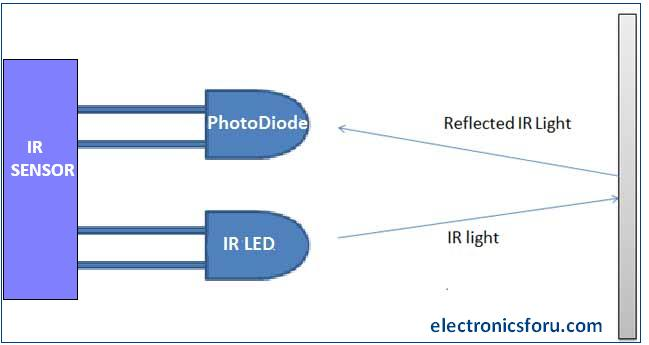 PhotoDiode
Reflected IR Light
IR
SENSOR
IR LED
IR light
electronicsforu.com